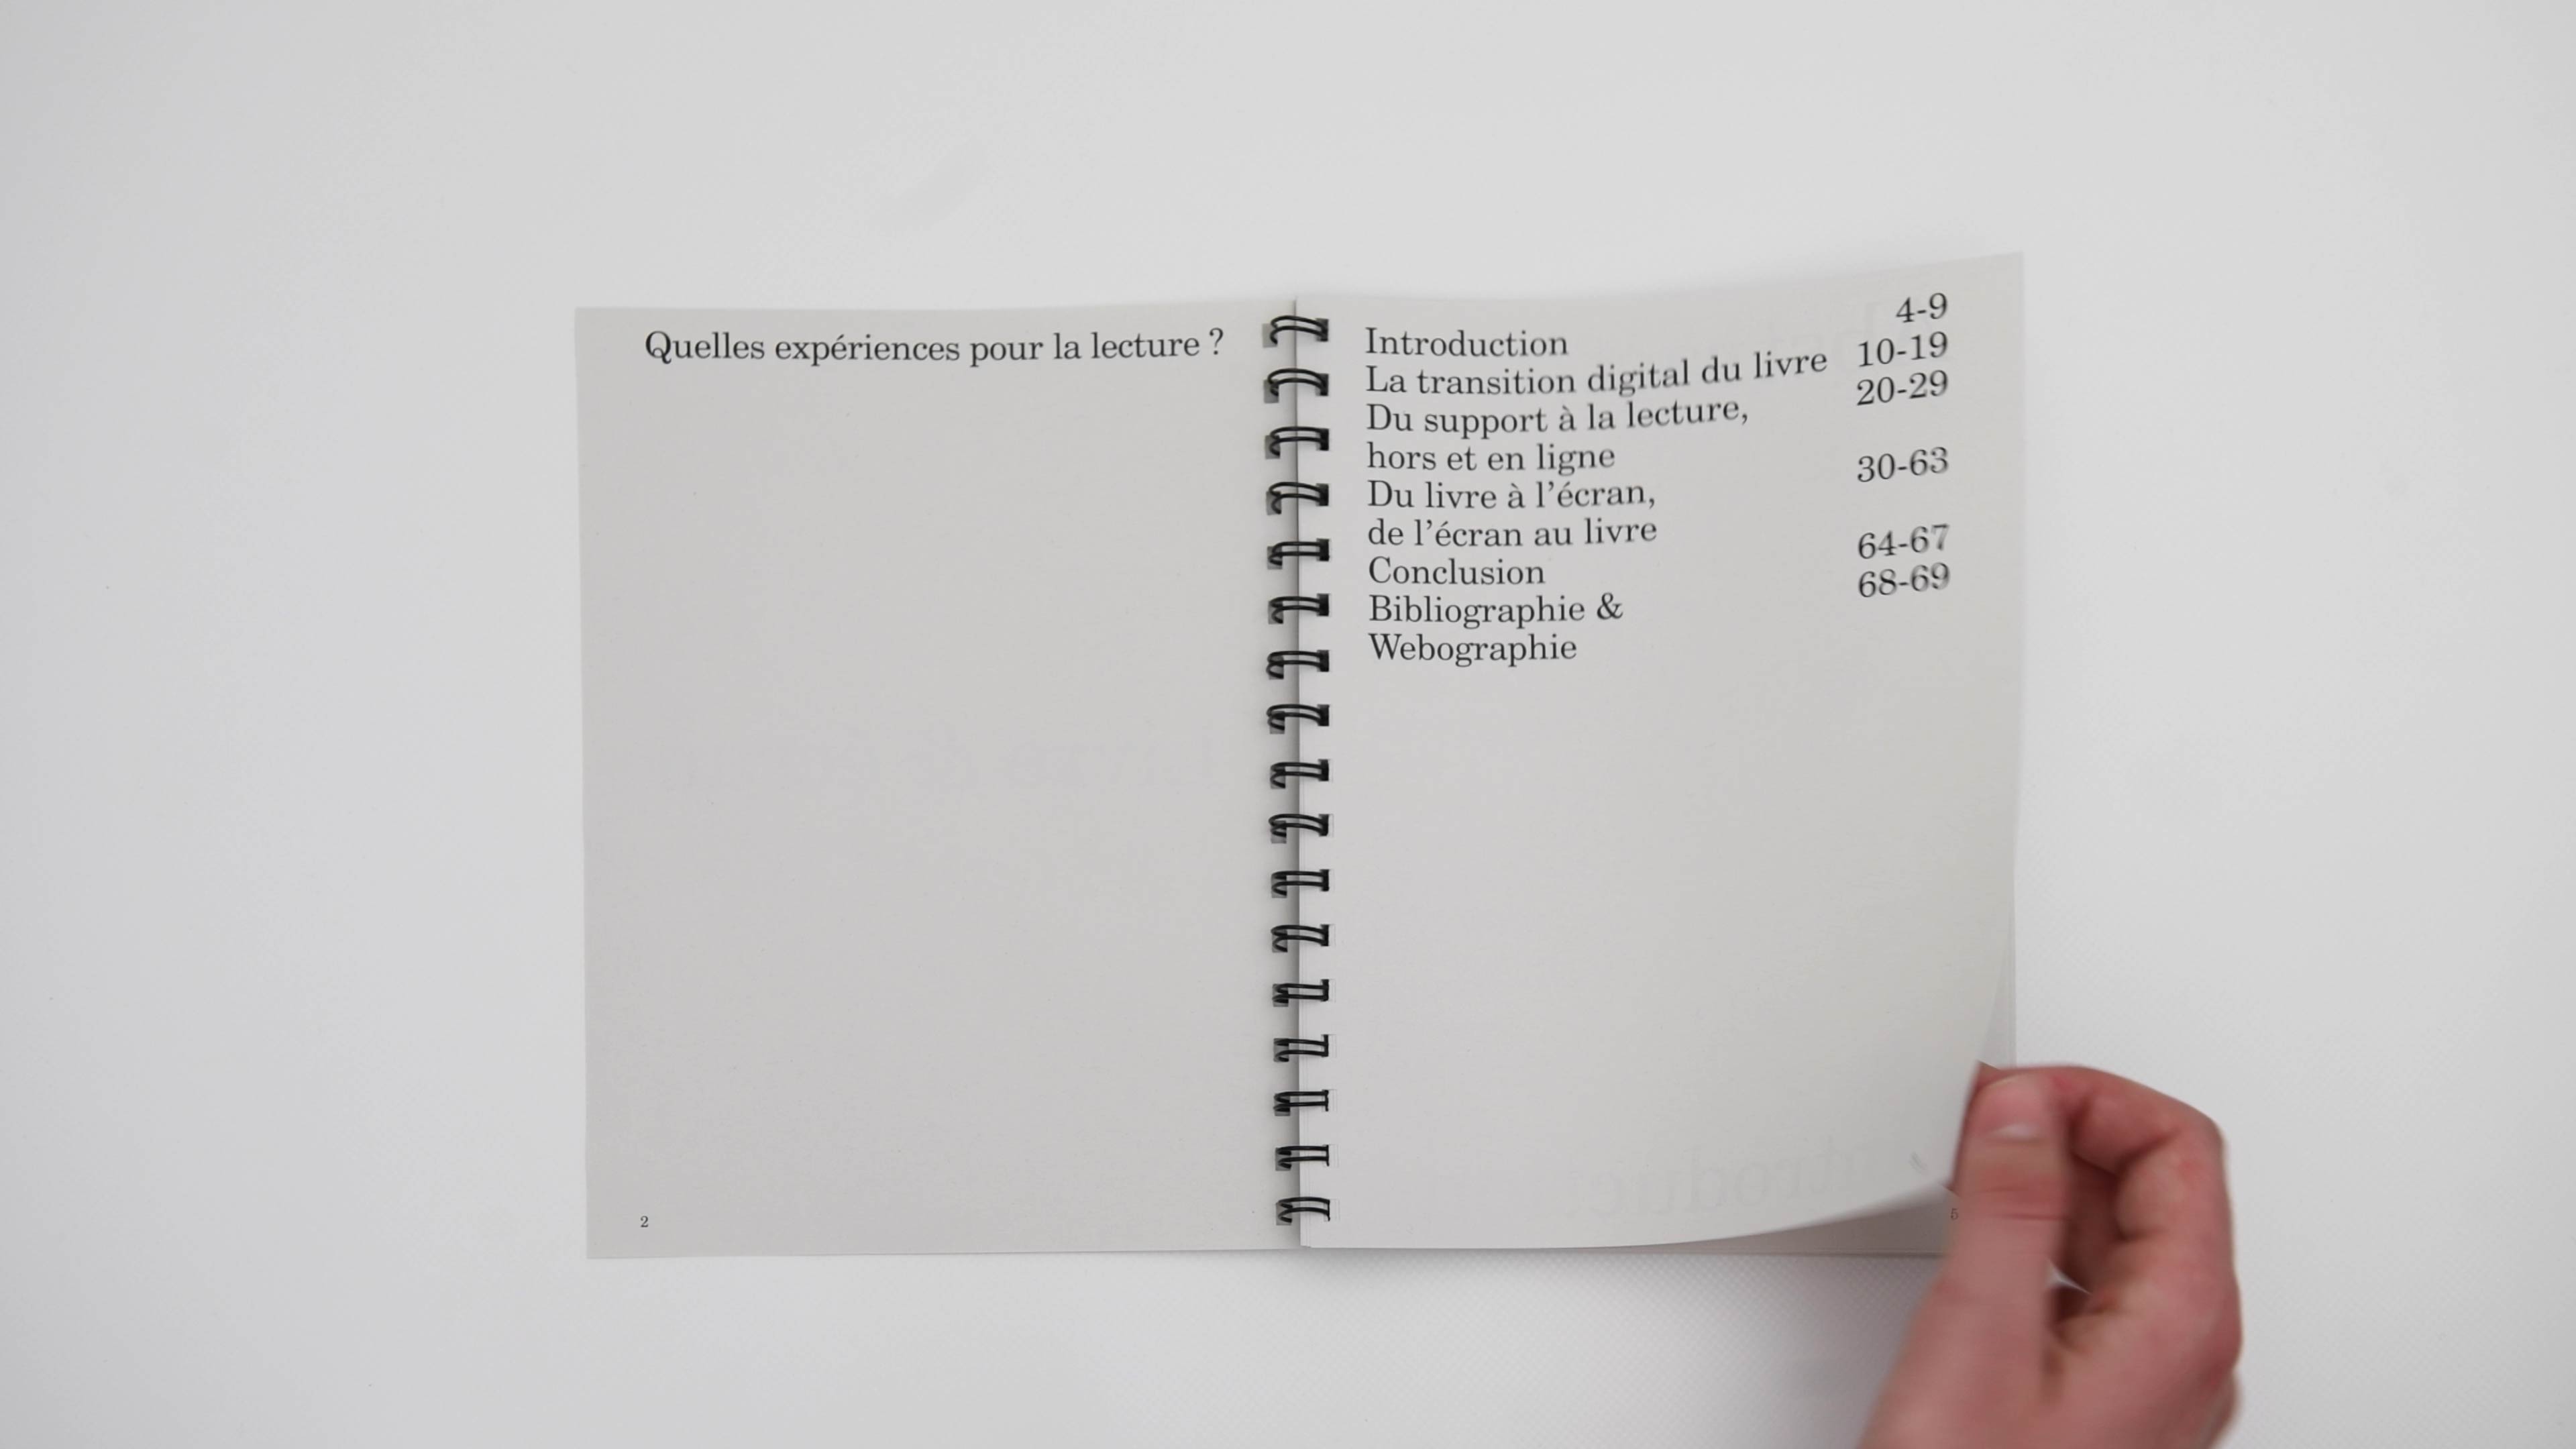 Quelles expériences pour la lecture ?
2
Introduction 4-9
La transition digital du livre 10-19
Du support à la lecture, 20-29
hors et en ligne
Du livre à l’écran, 30-63
de l’écran au livre
Conclusion 64-67
Bibliographie & 68-69
Webographie
5